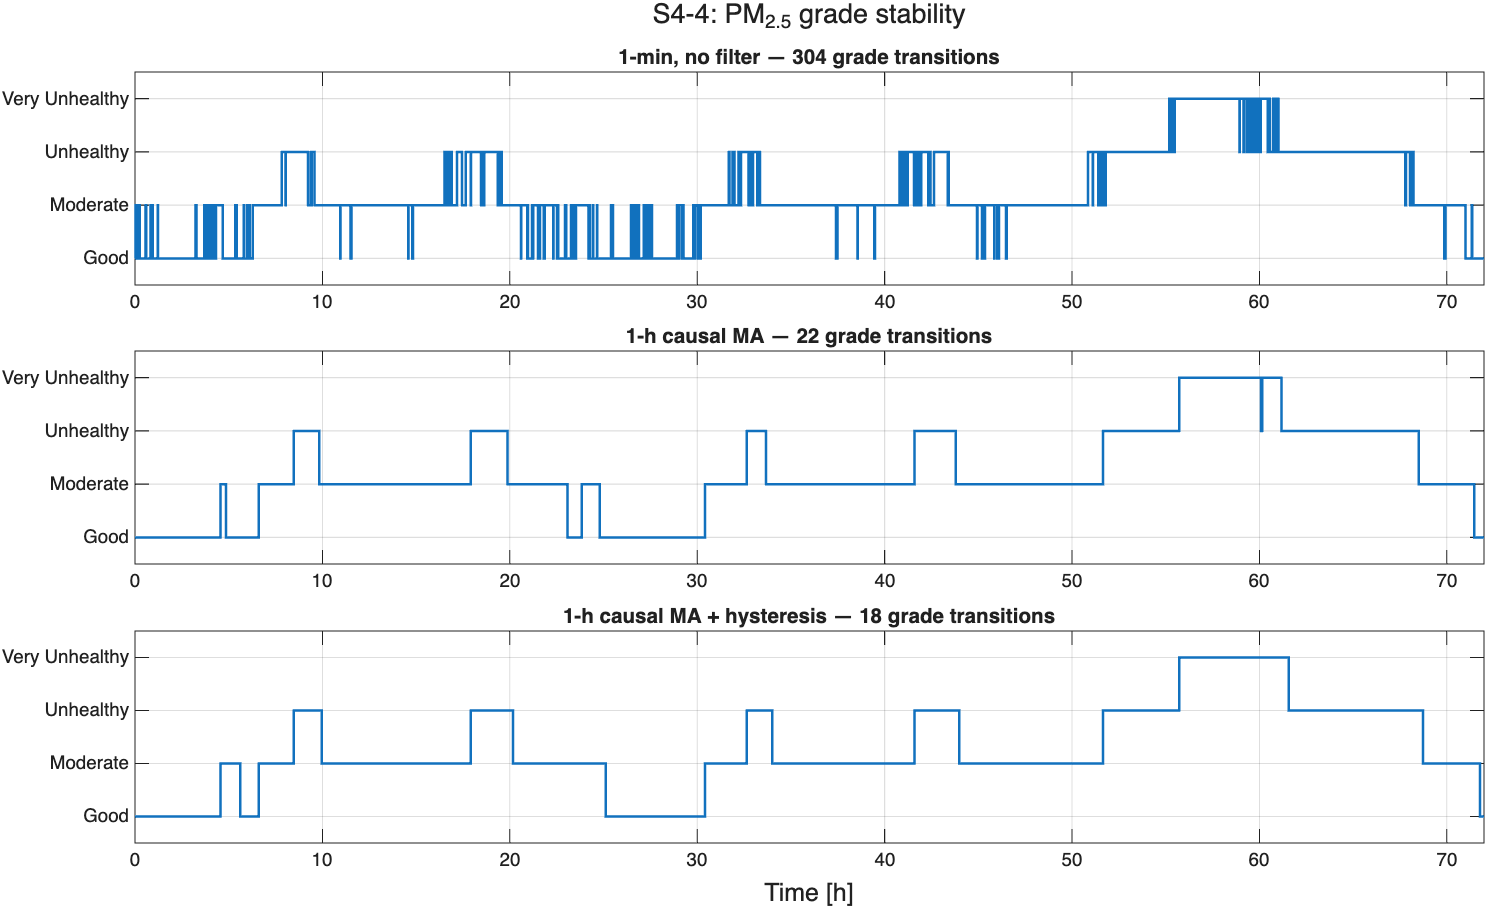 S4-4: PM2.5 grade stability
1-min, no filter — 304 grade transitions
Very Unhealthy
Unhealthy
Moderate
Good
0 10 20 30 40 50 60 70
1-h causal MA — 22 grade transitions
Very Unhealthy
Unhealthy
Moderate
Good
0 10 20 30 40 50 60 70
1-h causal MA + hysteresis — 18 grade transitions
Very Unhealthy
Unhealthy
Moderate
Good
0 10 20 30 40 50 60 70
Time [h]